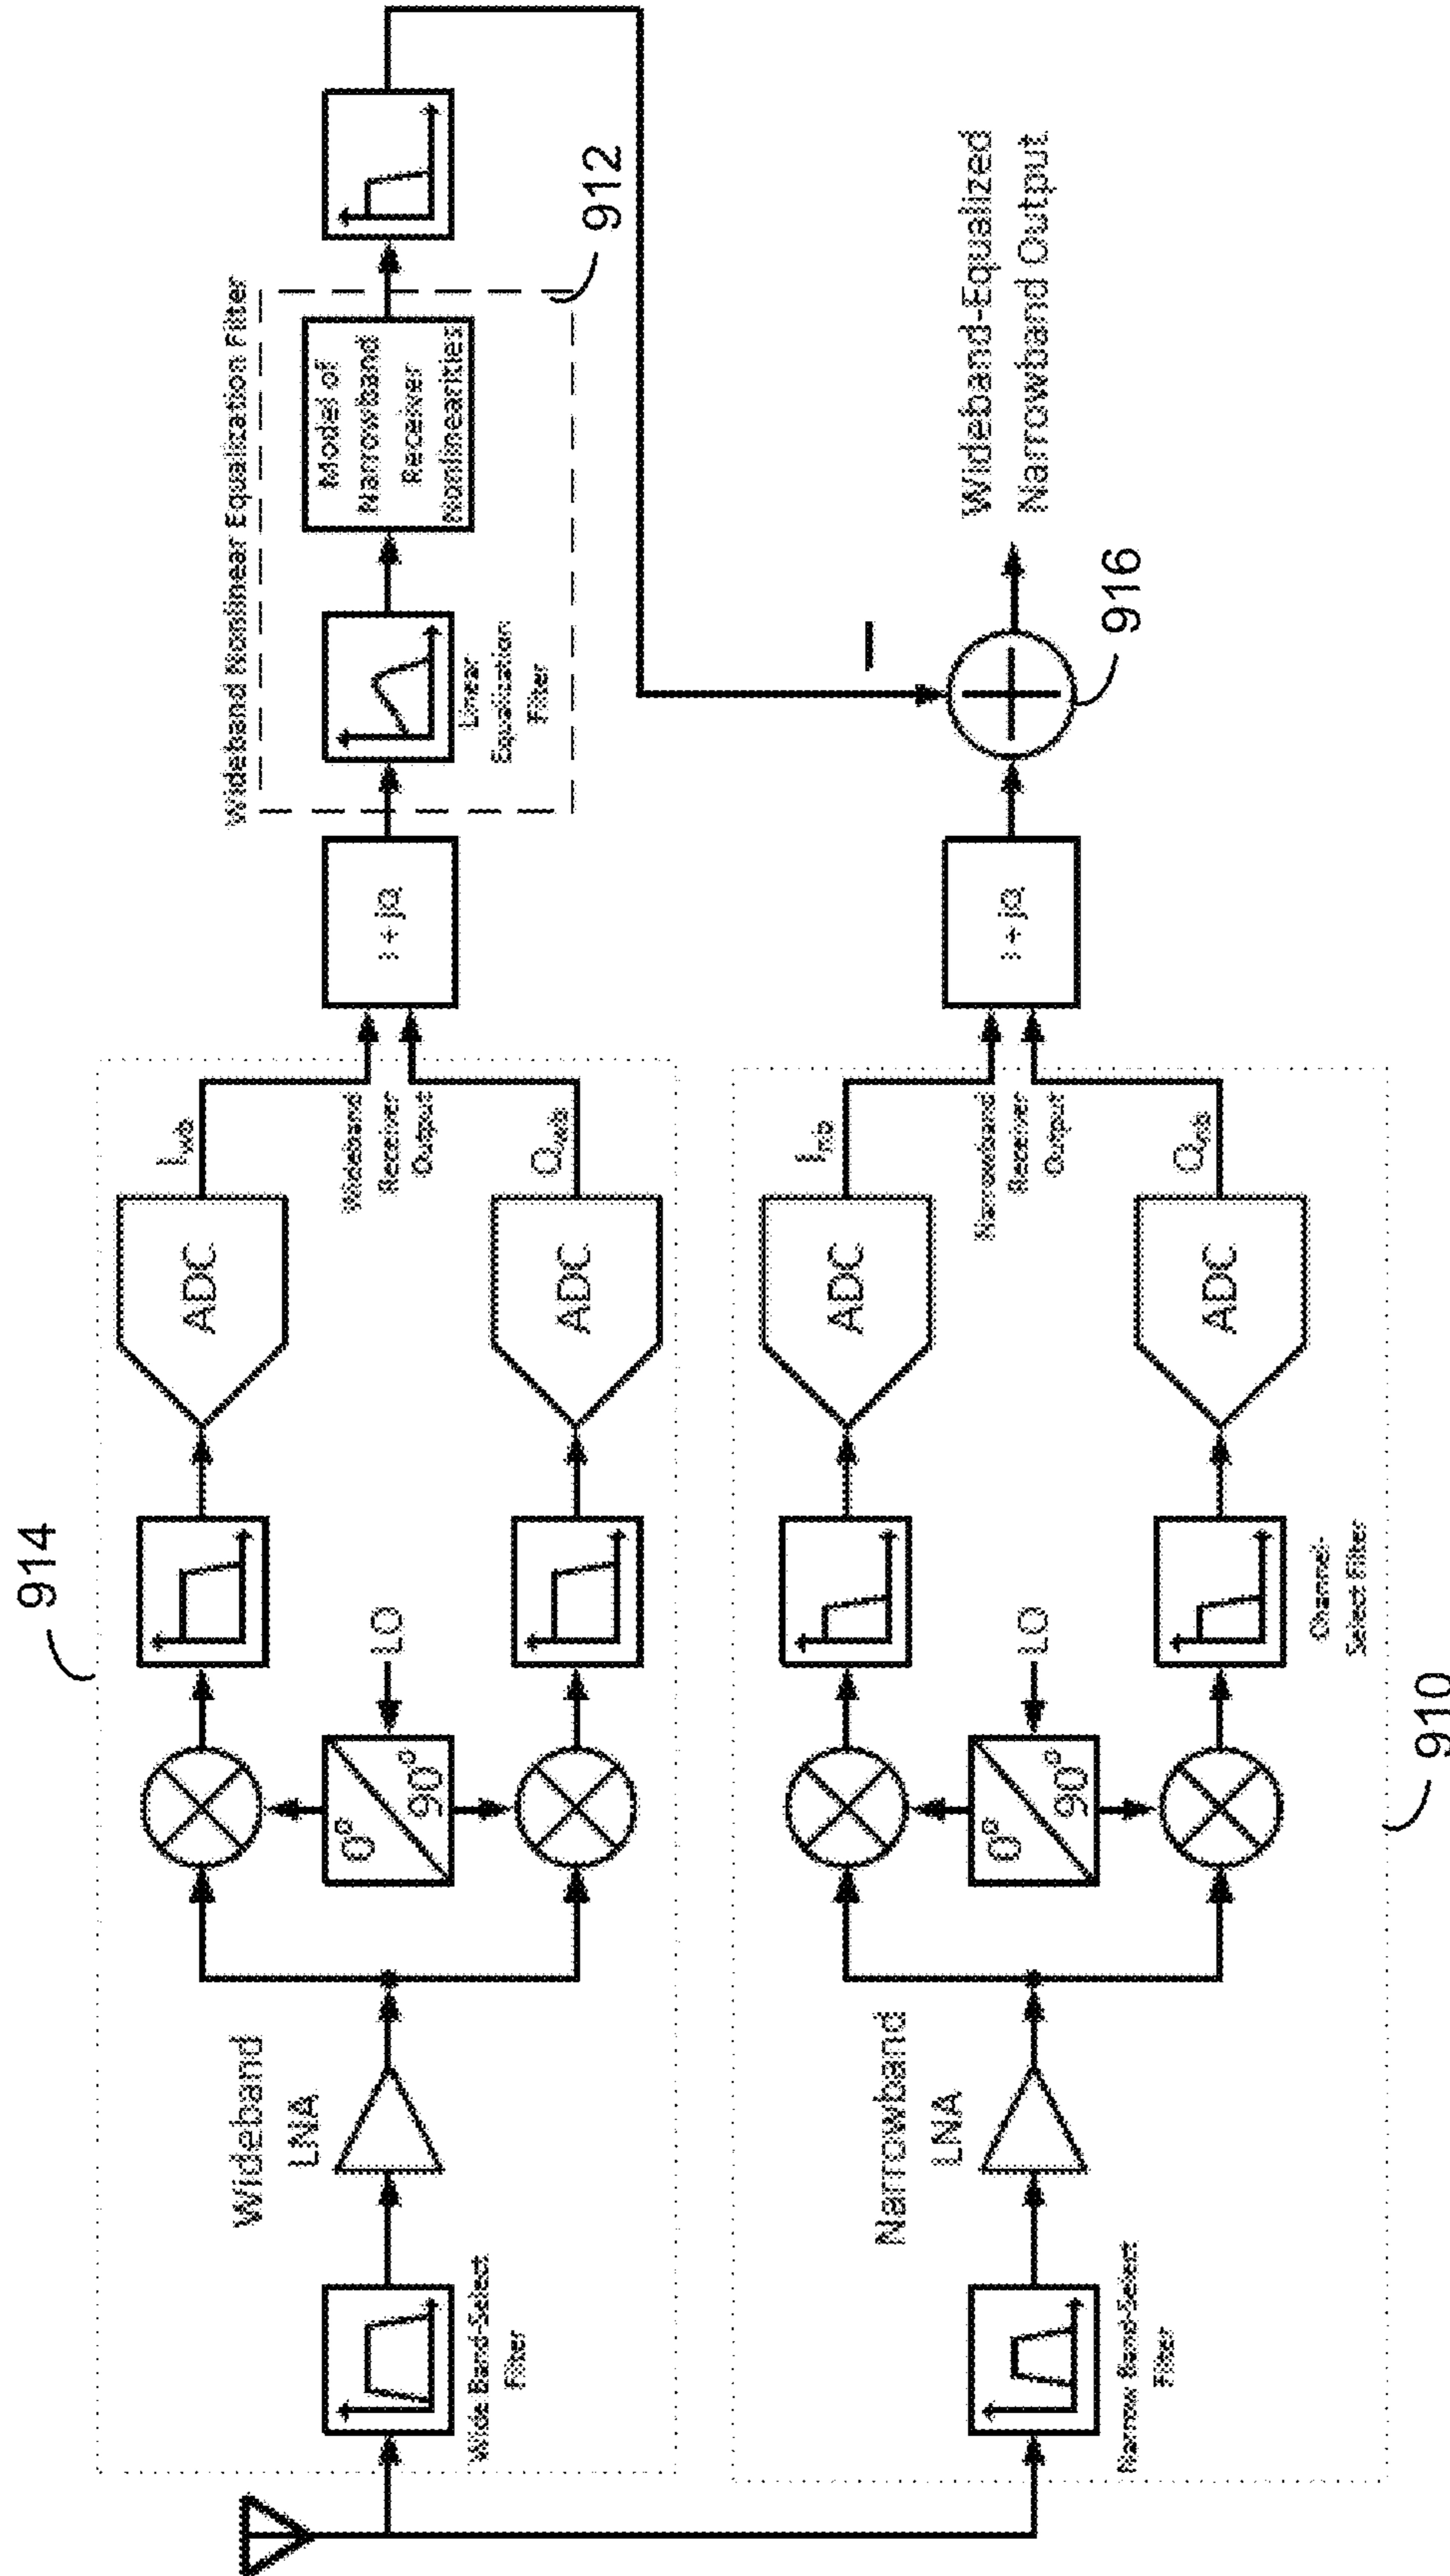 914
Wideband
LNA
Wide Band-Select
Filter
0°
90°
LO
ADC
ADC
I_wb
Q_wb
Wideband
Receiver
Output
I + jQ
Wideband Nonlinear Equalization Filter
Linear
Equalization
Filter
Model of
Narrowband
Receiver
Nonlinearities
912
Narrowband
LNA
Narrow Band-Select
Filter
0°
90°
LO
Channel-
Select Filter
ADC
ADC
I_nb
Q_nb
Narrowband
Receiver
Output
I + jQ
−
916
Wideband-Equalized
Narrowband Output
910